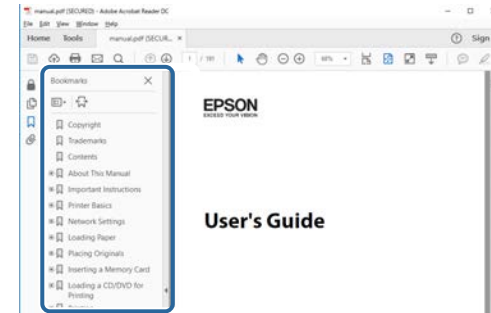 manual.pdf (SECURED) - Adobe Acrobat Reader DC
File Edit View Window Help
Home Tools manual.pdf (SECUR... × Sign
1 / 191
Bookmarks
Copyright
Trademarks
Contents
About This Manual
Important Instructions
Printer Basics
Network Settings
Loading Paper
Placing Originals
Inserting a Memory Card
Loading a CD/DVD for
Printing
EPSON
EXCEED YOUR VISION
User's Guide